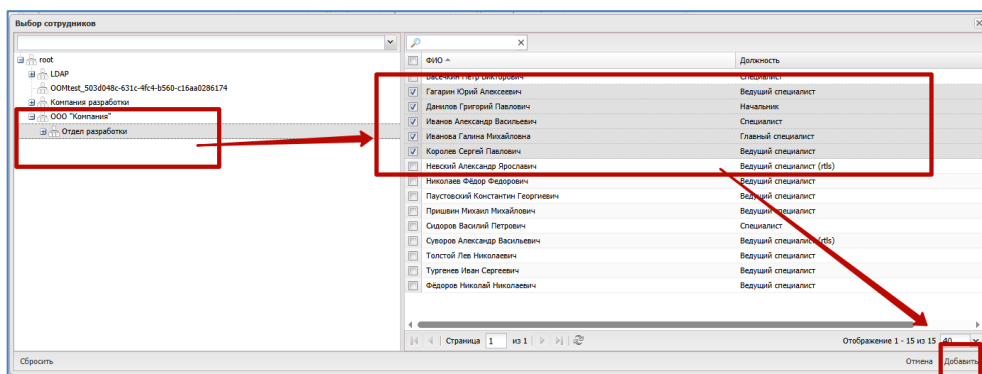 Выбор сотрудников
root
LDAP
OOMtest_503d048c-631c-4fc4-b560-c16aa0286174
Компания разработки
ООО "Компания"
Отдел разработки
ФИО Должность
Васечкин Петр Викторович Специалист
Гагарин Юрий Алексеевич Ведущий специалист
Данилов Григорий Павлович Начальник
Иванов Александр Васильевич Специалист
Иванова Галина Михайловна Главный специалист
Королев Сергей Павлович Ведущий специалист
Невский Александр Ярославич Ведущий специалист (rtls)
Николаев Фёдор Федорович Ведущий специалист
Паустовский Константин Георгиевич Ведущий специалист
Пришвин Михаил Михайлович Ведущий специалист
Сидоров Василий Петрович Специалист
Суворов Александр Васильевич Ведущий специалист (rtls)
Толстой Лев Николаевич Ведущий специалист
Тургенев Иван Сергеевич Ведущий специалист
Фёдоров Николай Николаевич Ведущий специалист
Страница 1 из 1 Отображение 1 - 15 из 15 40
Сбросить Отмена Добавить